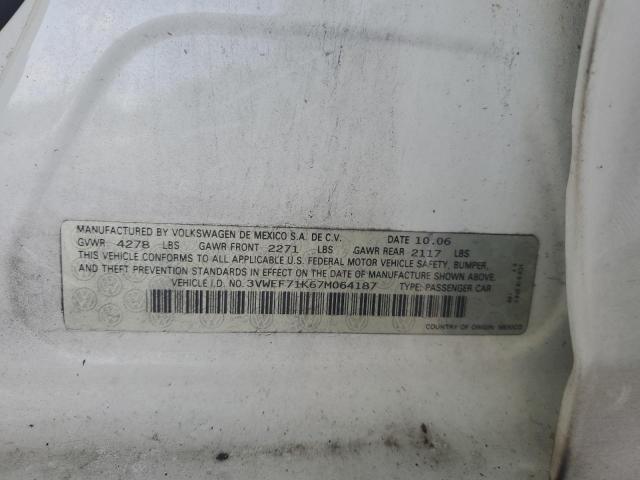 MANUFACTURED BY VOLKSWAGEN DE MEXICO S.A. DE C.V. DATE 10.06
GVWR 4278 LBS GAWR FRONT 2271 LBS GAWR REAR 2117 LBS
THIS VEHICLE CONFORMS TO ALL APPLICABLE U.S. FEDERAL MOTOR VEHICLE SAFETY, BUMPER,
AND THEFT PREVENTION STANDARDS IN EFFECT ON THE DATE OF MANUFACTURE SHOWN ABOVE.
VEHICLE I.D. NO. 3VWEF71K67M064187 TYPE: PASSENGER CAR
COUNTRY OF ORIGIN: MEXICO